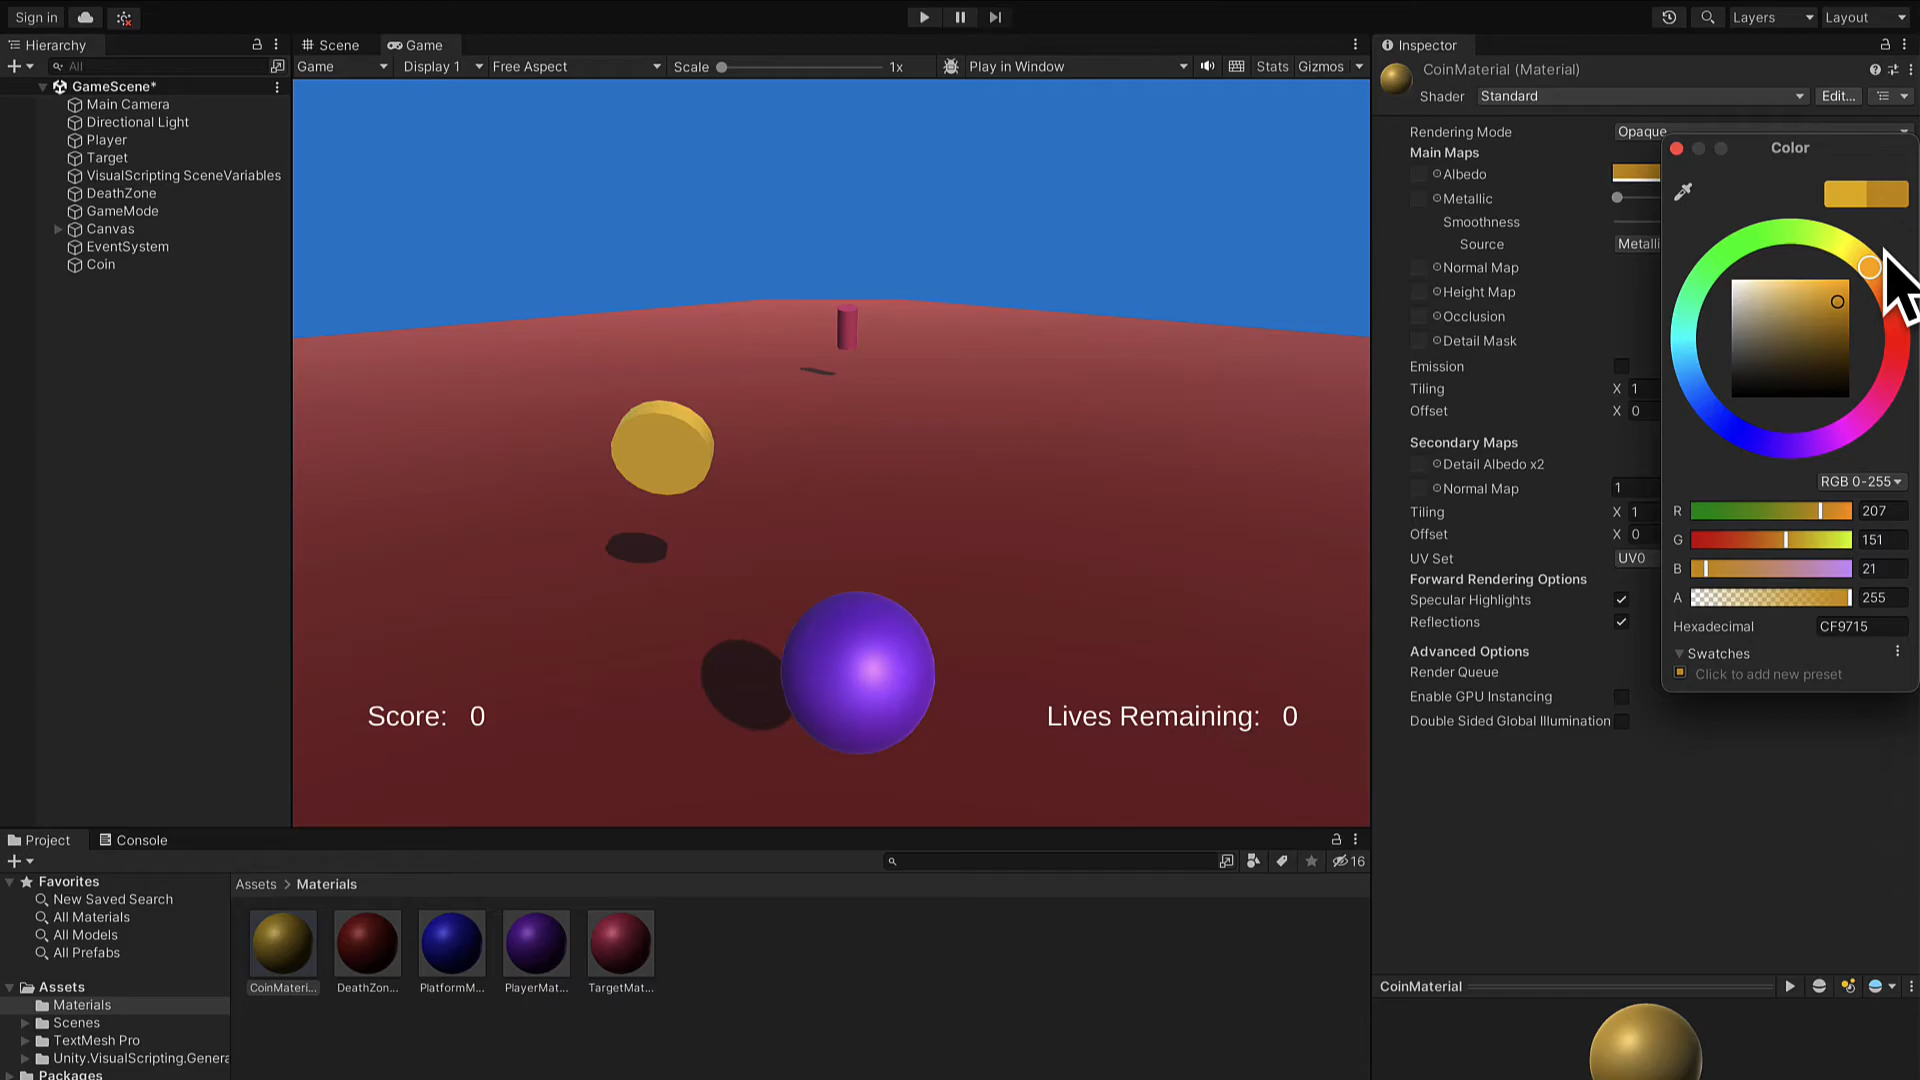 Sign in
Layers
Layout
Hierarchy
All
GameScene*
Main Camera
Directional Light
Player
Target
VisualScripting SceneVariables
DeathZone
GameMode
Canvas
EventSystem
Coin
Scene
Game
Game
Display 1
Free Aspect
Scale
1x
Play in Window
Stats
Gizmos
Score: 0
Lives Remaining: 0
Inspector
CoinMaterial (Material)
Shader
Standard
Edit...
Rendering Mode
Opaque
Main Maps
Albedo
Metallic
Smoothness
Source
Metalli
Normal Map
Height Map
Occlusion
Detail Mask
Emission
Tiling
X 1
Offset
X 0
Secondary Maps
Detail Albedo x2
Normal Map
1
Tiling
X 1
Offset
X 0
UV Set
UV0
Forward Rendering Options
Specular Highlights
Reflections
Advanced Options
Render Queue
Enable GPU Instancing
Double Sided Global Illumination
Color
RGB 0-255
R 207
G 151
B 21
A 255
Hexadecimal
CF9715
Swatches
Click to add new preset
Project
Console
16
Favorites
New Saved Search
All Materials
All Models
All Prefabs
Assets
Materials
Scenes
TextMesh Pro
Unity.VisualScripting.Genera
Packages
Assets > Materials
CoinMateri...
DeathZon...
PlatformM...
PlayerMat...
TargetMat...
CoinMaterial